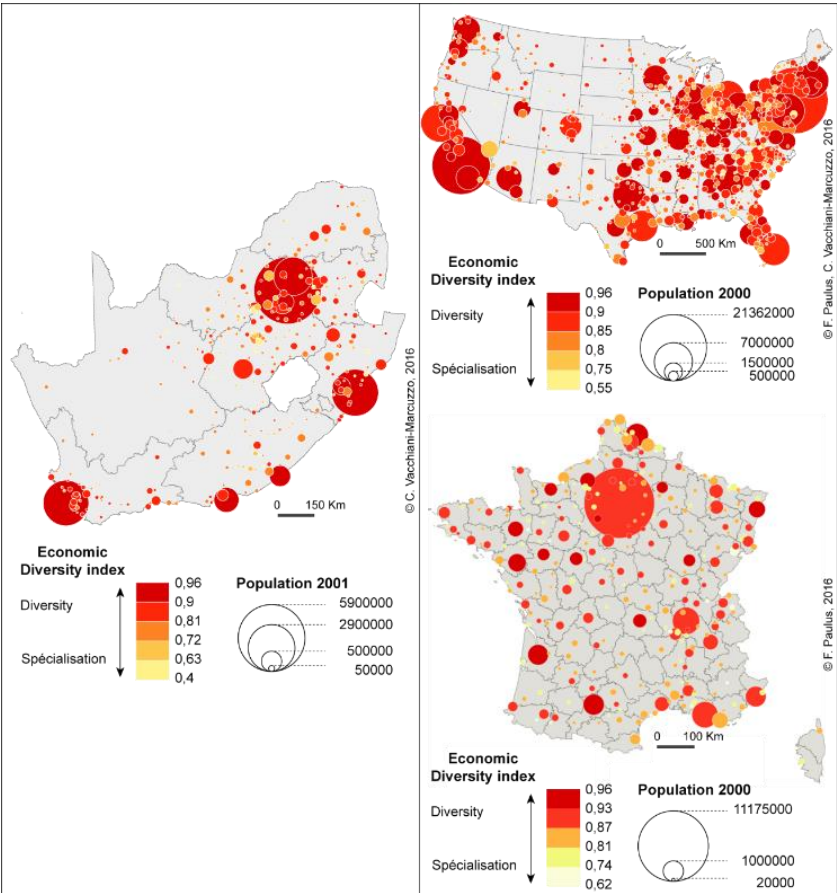 © C. Vacchiani-Marcuzzo, 2016
0 150 Km
Economic
Diversity index
Diversity
Spécialisation
0,96
0,9
0,81
0,72
0,63
0,4
Population 2001
5900000
2900000
500000
50000
© F. Paulus, C. Vacchiani-Marcuzzo, 2016
0 500 Km
Economic
Diversity index
Diversity
Spécialisation
0,96
0,9
0,85
0,8
0,75
0,55
Population 2000
21362000
7000000
1500000
500000
© F. Paulus, 2016
0 100 Km
Economic
Diversity index
Diversity
Spécialisation
0,96
0,93
0,87
0,81
0,74
0,62
Population 2000
11175000
1000000
20000